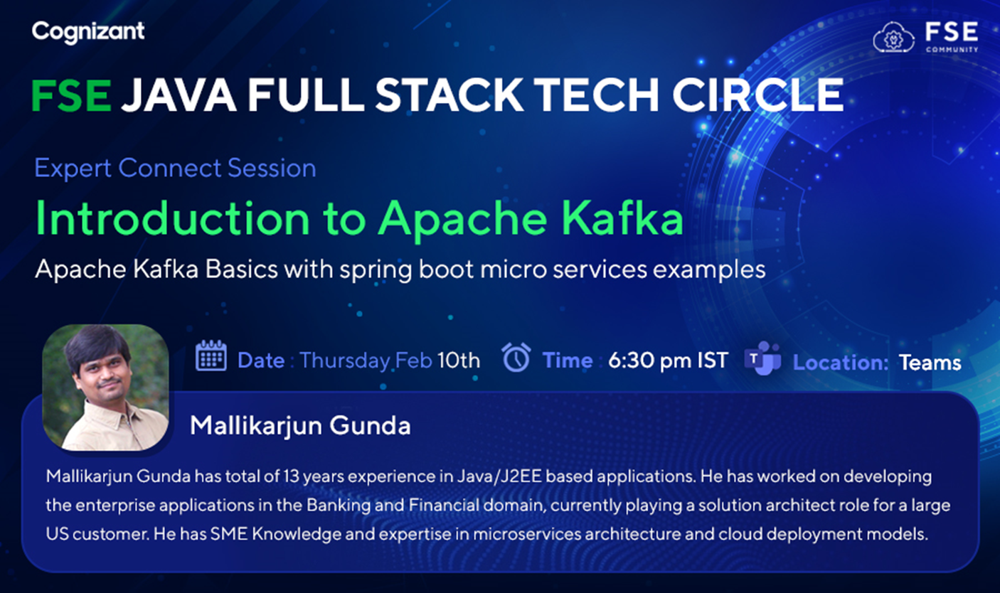 Cognizant
FSE
COMMUNITY
FSE JAVA FULL STACK TECH CIRCLE
Expert Connect Session
Introduction to Apache Kafka
Apache Kafka Basics with spring boot micro services examples
Date : Thursday Feb 10th
Time : 6:30 pm IST
T
Location: Teams
Mallikarjun Gunda
Mallikarjun Gunda has total of 13 years experience in Java/J2EE based applications. He has worked on developing
the enterprise applications in the Banking and Financial domain, currently playing a solution architect role for a large
US customer. He has SME Knowledge and expertise in microservices architecture and cloud deployment models.